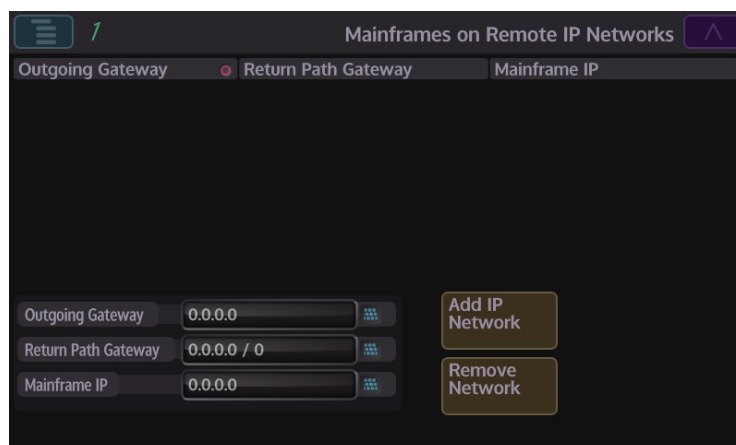 1
Mainframes on Remote IP Networks
Outgoing Gateway Return Path Gateway Mainframe IP
Outgoing Gateway 0.0.0.0
Return Path Gateway 0.0.0.0 / 0
Mainframe IP 0.0.0.0
Add IP
Network
Remove
Network